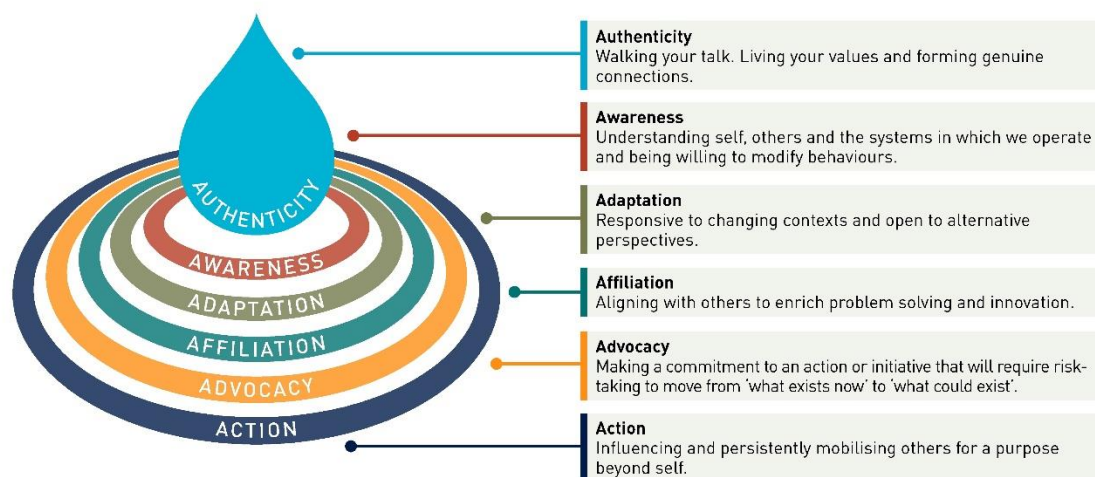 AUTHENTICITY
AWARENESS
ADAPTATION
AFFILIATION
ADVOCACY
ACTION
Authenticity
Walking your talk. Living your values and forming genuine
connections.
Awareness
Understanding self, others and the systems in which we operate
and being willing to modify behaviours.
Adaptation
Responsive to changing contexts and open to alternative
perspectives.
Affiliation
Aligning with others to enrich problem solving and innovation.
Advocacy
Making a commitment to an action or initiative that will require risk-
taking to move from ‘what exists now’ to ‘what could exist’.
Action
Influencing and persistently mobilising others for a purpose
beyond self.